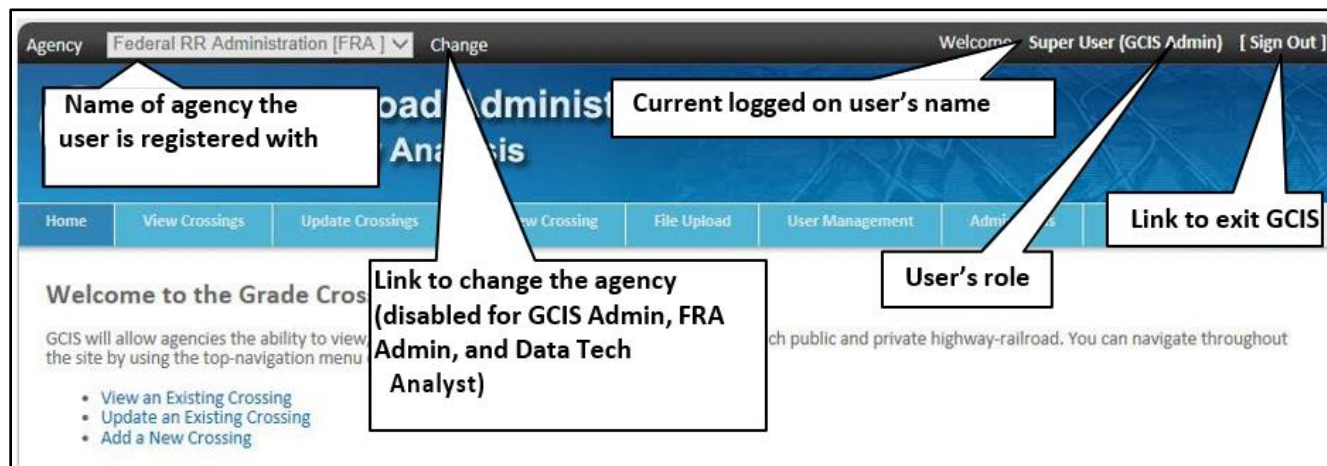 Agency Federal RR Administration [FRA ] Change Welcome Super User (GCIS Admin) [ Sign Out ]
Name of agency the
user is registered with
Current logged on user's name
Link to exit GCIS
User's role
Link to change the agency
(disabled for GCIS Admin, FRA
Admin, and Data Tech
Analyst)
Home View Crossings Update Crossings Crossing File Upload User Management
Welcome to the Grade
GCIS will allow agencies the ability to view public and private highway-railroad. You can navigate throughout
the site by using the top-navigation menu
• View an Existing Crossing
• Update an Existing Crossing
• Add a New Crossing